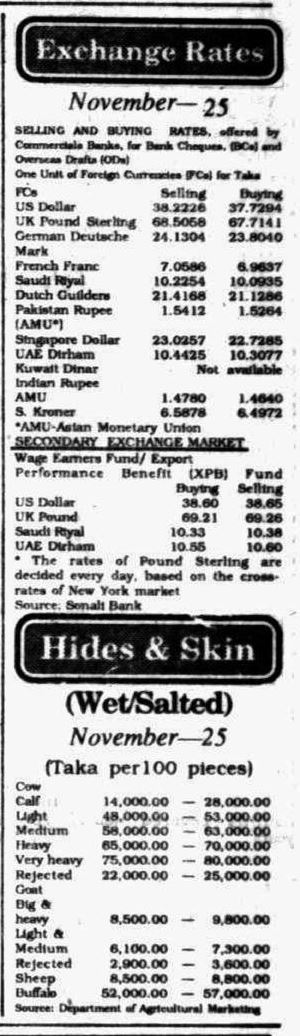 Exchange Rates
November—25
SELLING AND BUYING RATES, offered by
Commercials Banks, for Bank Cheques, (BCs) and
Overseas Drafts (ODs)
One Unit of Foreign Currencies (FCs) for Taka
FCs Selling Buying
US Dollar 38.2226 37.7294
UK Pound Sterling 68.5058 67.7141
German Deutsche 24.1304 23.8040
Mark
French Franc 7.0586 6.9637
Saudi Riyal 10.2254 10.0935
Dutch Guilders 21.4168 21.1286
Pakistan Rupee 1.5412 1.5264
(AMU*)
Singapore Dollar 23.0257 22.7285
UAE Dirham 10.4425 10.3077
Kuwait Dinar Not available
Indian Rupee
AMU 1.4780 1.4640
S. Kroner 6.5878 6.4972
*AMU-Asian Monetary Union
SECONDARY EXCHANGE MARKET
Wage Earners Fund/ Export
Performance Benefit (XPB) Fund
Buying Selling
US Dollar 38.60 38.65
UK Pound 69.21 69.26
Saudi Riyal 10.33 10.38
UAE Dirham 10.55 10.60
* The rates of Pound Sterling are
decided every day, based on the cross-
rates of New York market
Source: Sonali Bank
Hides & Skin
(Wet/Salted)
November—25
(Taka per100 pieces)
Cow
Calf 14,000.00 — 28,000.00
Light 48,000.00 — 53,000.00
Medium 58,000.00 — 63,000.00
Heavy 65,000.00 — 70,000.00
Very heavy 75,000.00 — 80,000.00
Rejected 22,000.00 — 25,000.00
Goat
Big &
heavy 8,500.00 — 9,800.00
Light &
Medium 6,100.00 — 7,300.00
Rejected 2,900.00 — 3,600.00
Sheep 8,500.00 — 8,800.00
Buffalo 52,000.00 — 57,000.00
Source: Department of Agricultural Marketing